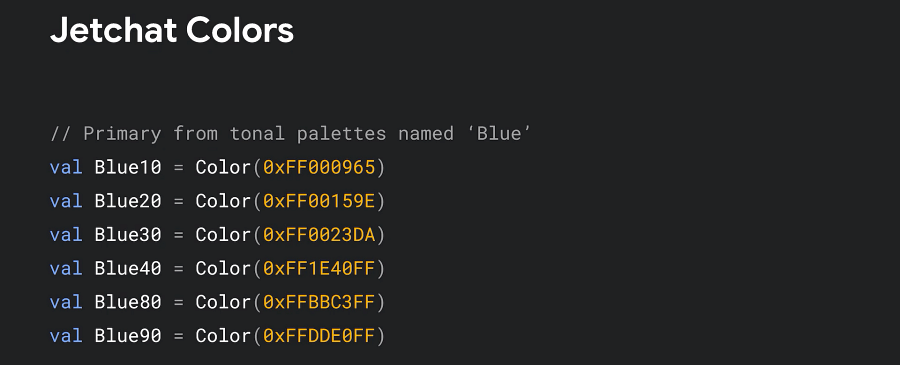 Jetchat Colors
// Primary from tonal palettes named ‘Blue’
val Blue10 = Color(0xFF000965)
val Blue20 = Color(0xFF00159E)
val Blue30 = Color(0xFF0023DA)
val Blue40 = Color(0xFF1E40FF)
val Blue80 = Color(0xFFBBC3FF)
val Blue90 = Color(0xFFDDE0FF)